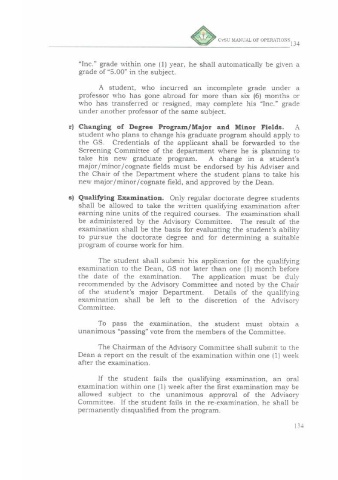 CVSU MANUAL OF OPERATIONS
134
"Inc." grade within one (1) year, he shall automatically be given a
grade of "5.00" in the subject.
A student, who incurred an incomplete grade under a
professor who has gone abroad for more than six (6) months or
who has transferred or resigned, may complete his "Inc." grade
under another professor of the same subject.
r) Changing of Degree Program/Major and Minor Fields. A
student who plans to change his graduate program should apply to
the GS. Credentials of the applicant shall be forwarded to the
Screening Committee of the department where he is planning to
take his new graduate program. A change in a student's
major/minor/cognate fields must be endorsed by his Adviser and
the Chair of the Department where the student plans to take his
new major/minor/cognate field, and approved by the Dean.
s) Qualifying Examination. Only regular doctorate degree students
shall be allowed to take the written qualifying examination after
earning nine units of the required courses. The examination shall
be administered by the Advisory Committee. The result of the
examination shall be the basis for evaluating the student's ability
to pursue the doctorate degree and for determining a suitable
program of course work for him.
The student shall submit his application for the qualifying
examination to the Dean, GS not later than one (1) month before
the date of the examination. The application must be duly
recommended by the Advisory Committee and noted by the Chair
of the student's major Department. Details of the qualifying
examination shall be left to the discretion of the Advisory
Committee.
To pass the examination, the student must obtain a
unanimous "passing" vote from the members of the Committee.
The Chairman of the Advisory Committee shall submit to the
Dean a report on the result of the examination within one (1) week
after the examination.
If the student fails the qualifying examination, an oral
examination within one (1) week after the first examination may be
allowed subject to the unanimous approval of the Advisory
Committee. If the student fails in the re-examination, he shall be
permanently disqualified from the program.
134